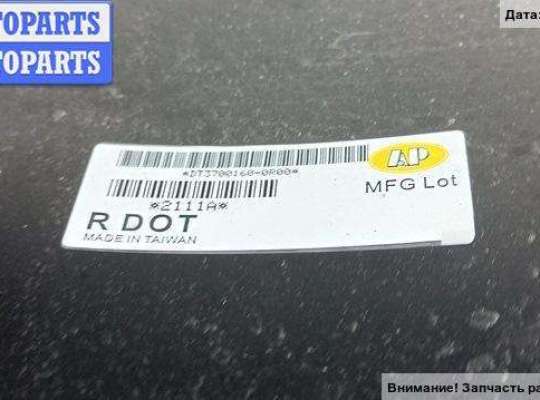 TOPARTS
TOPARTS
Дата:
*DT3700160-0R00*
AP
MFG Lot
*2111A*
R DOT
MADE IN TAIWAN
Внимание! Запчасть ра